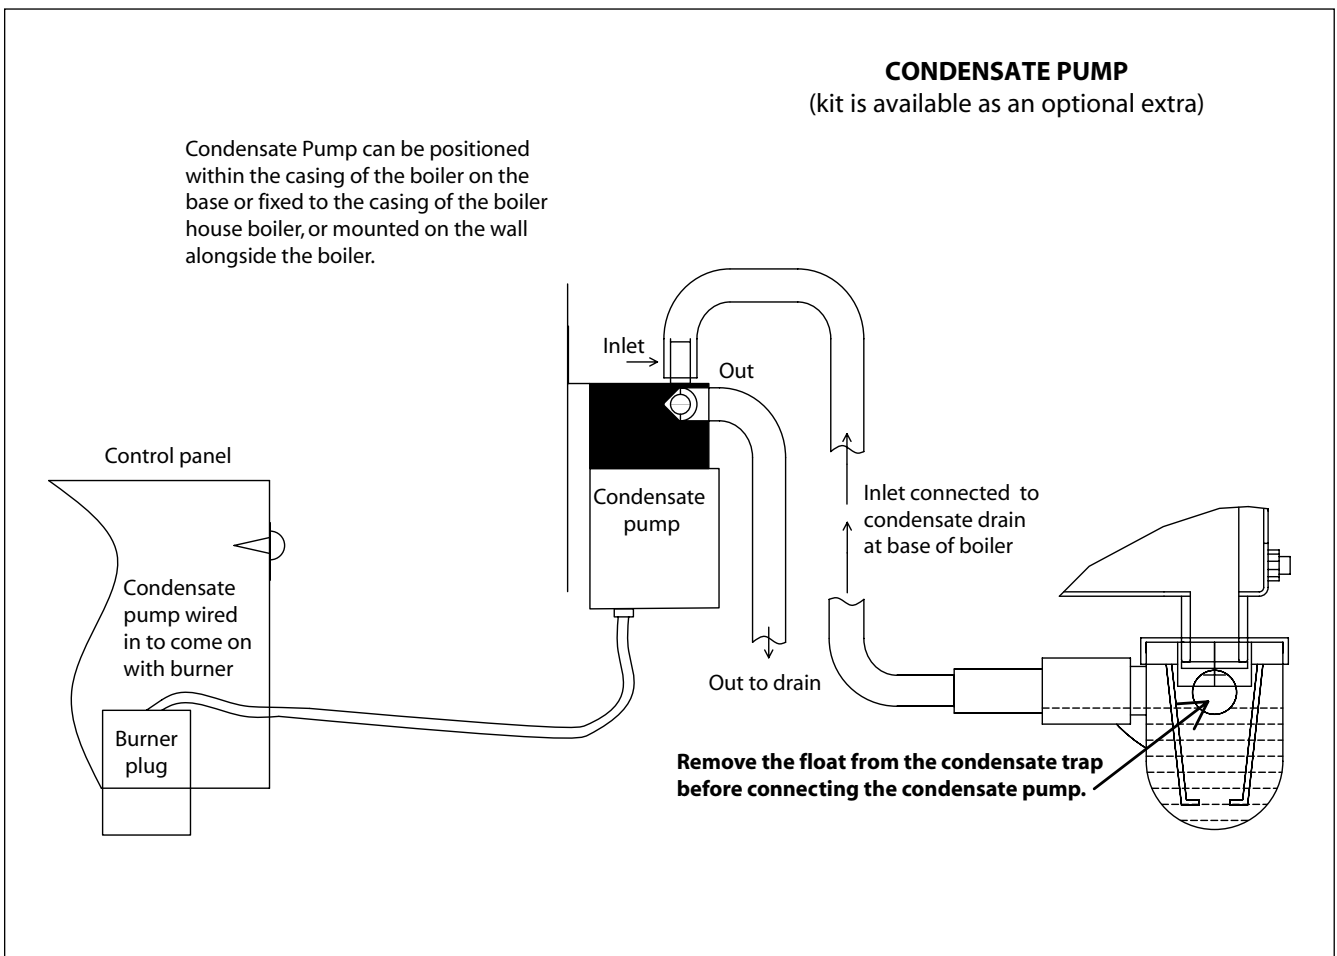 CONDENSATE PUMP
(kit is available as an optional extra)
Condensate Pump can be positioned
within the casing of the boiler on the
base or fixed to the casing of the boiler
house boiler, or mounted on the wall
alongside the boiler.
Inlet
Out
Control panel
Condensate
pump
Inlet connected to
condensate drain
at base of boiler
Condensate
pump wired
in to come on
with burner
Out to drain
Burner
plug
Remove the float from the condensate trap
before connecting the condensate pump.